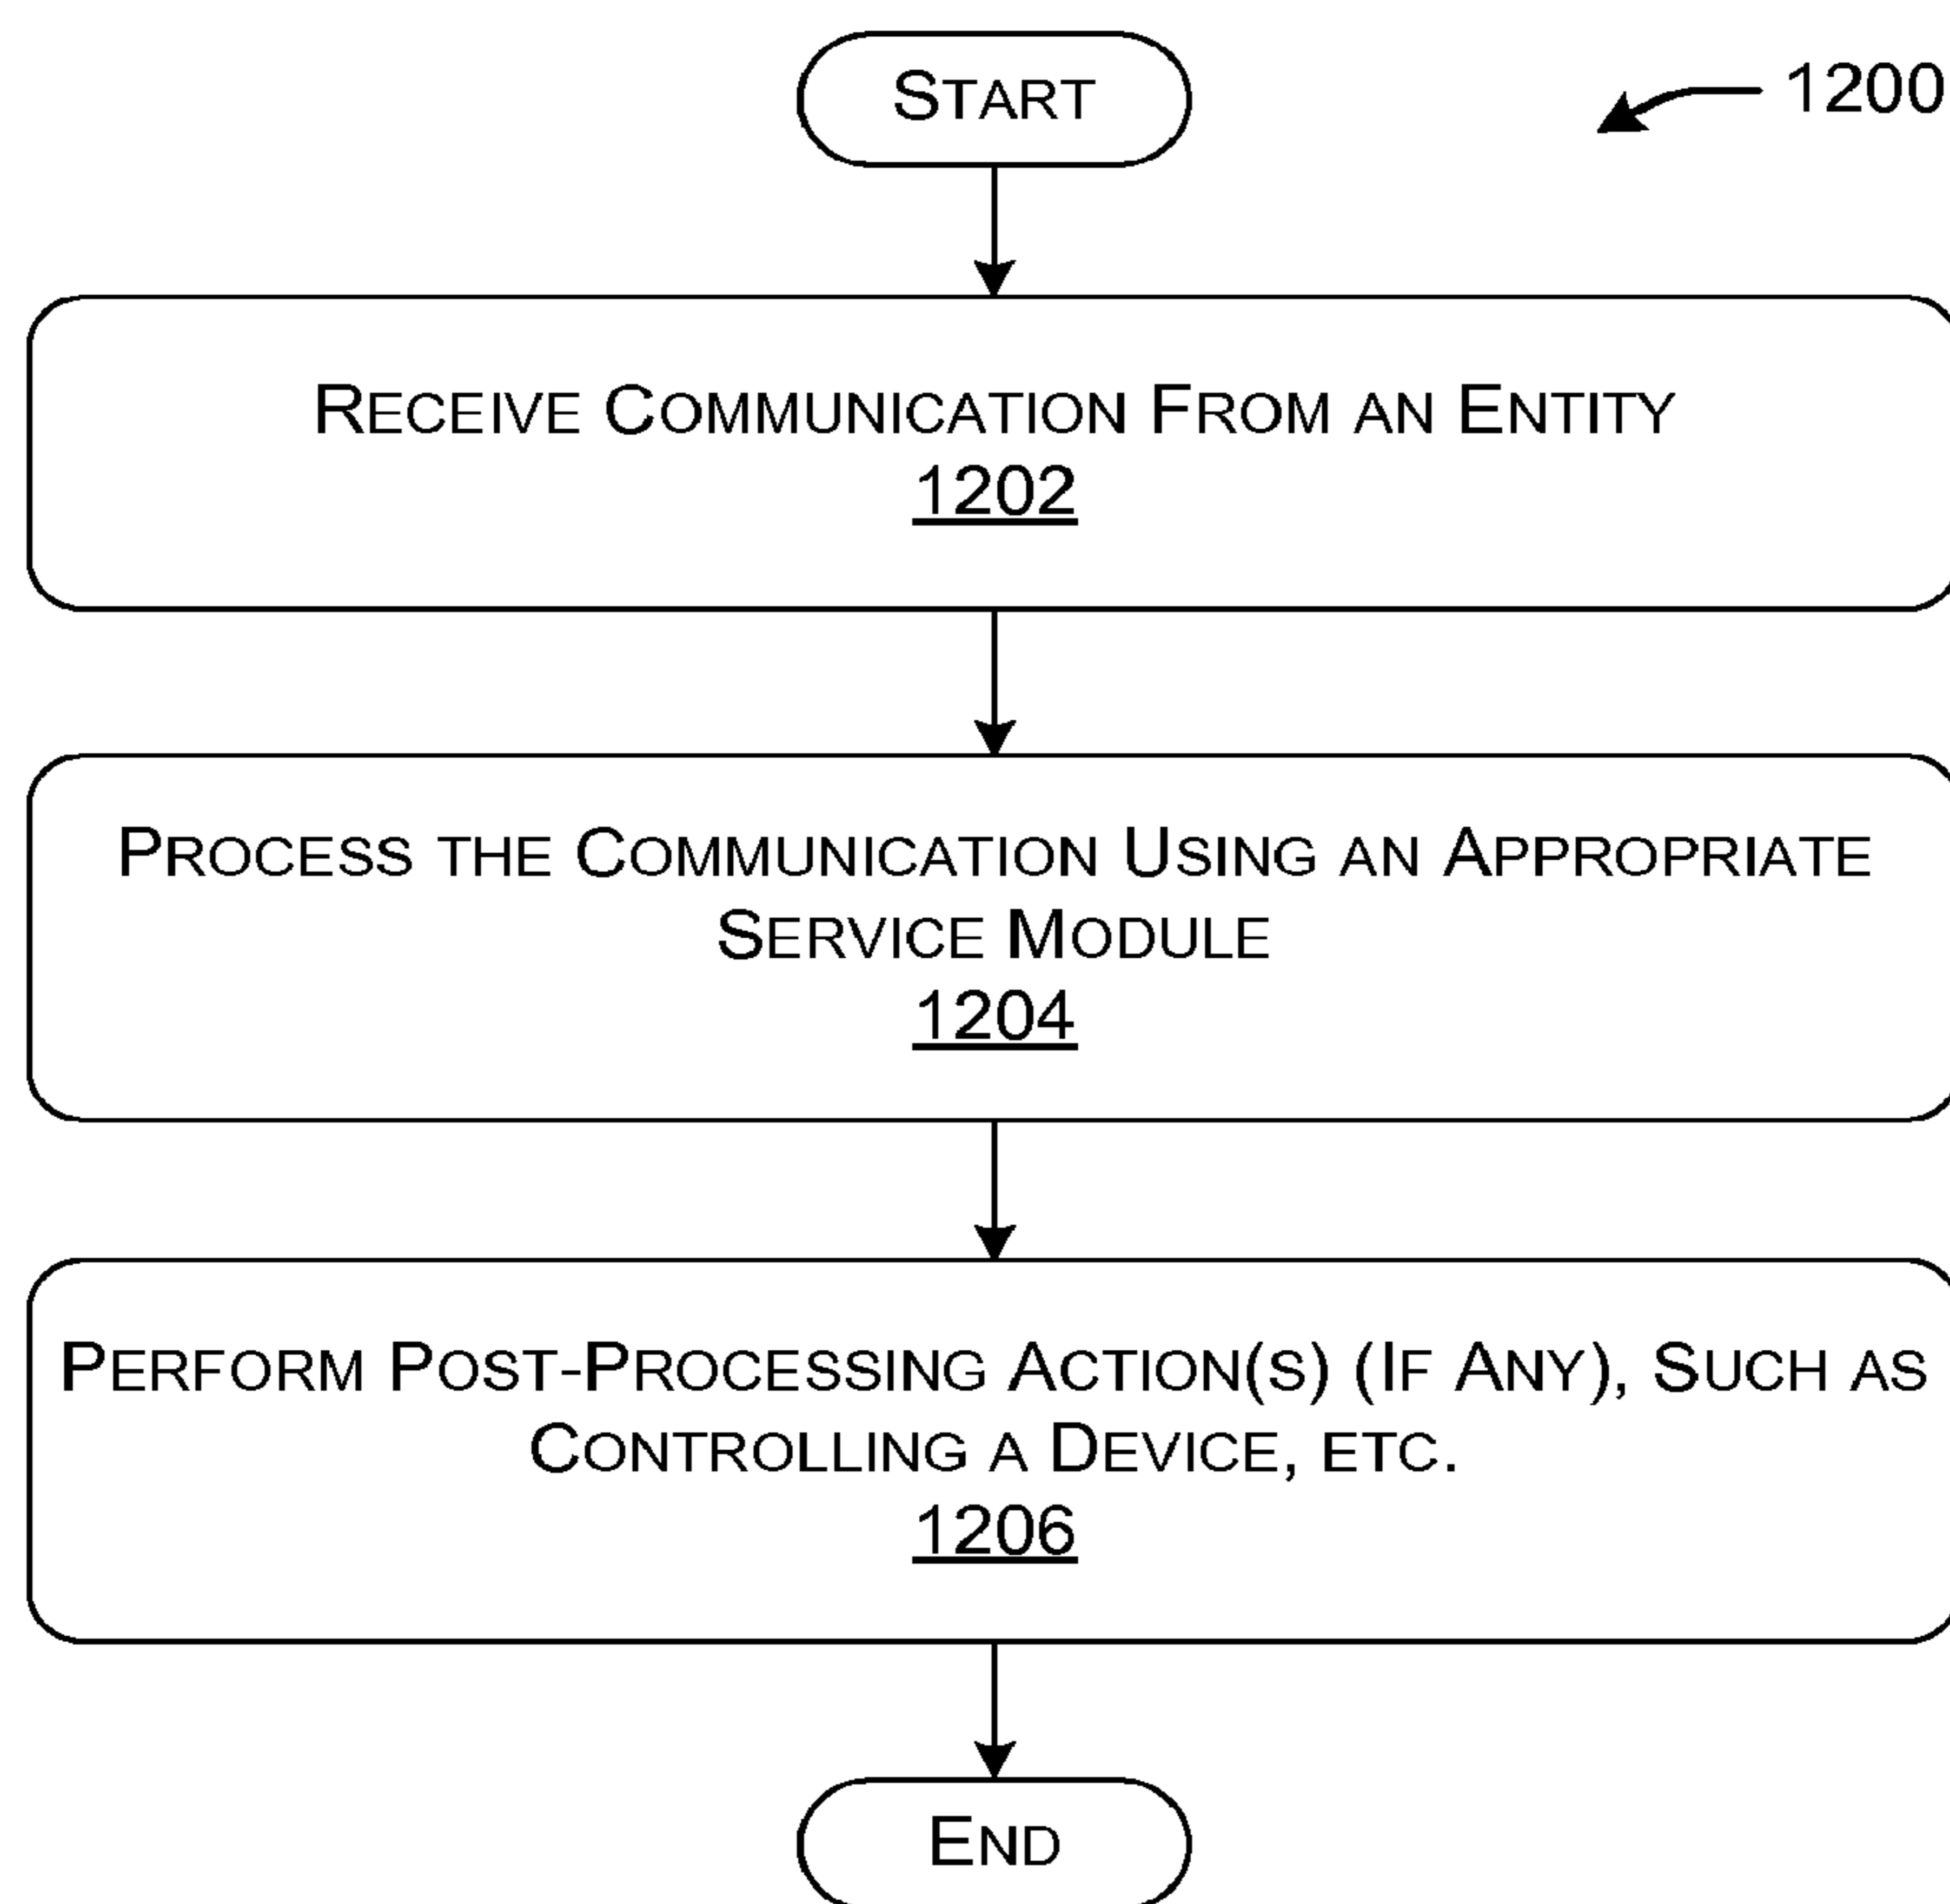 START
1200
RECEIVE COMMUNICATION FROM AN ENTITY
1202
PROCESS THE COMMUNICATION USING AN APPROPRIATE
SERVICE MODULE
1204
PERFORM POST-PROCESSING ACTION(S) (IF ANY), SUCH AS
CONTROLLING A DEVICE, ETC.
1206
END